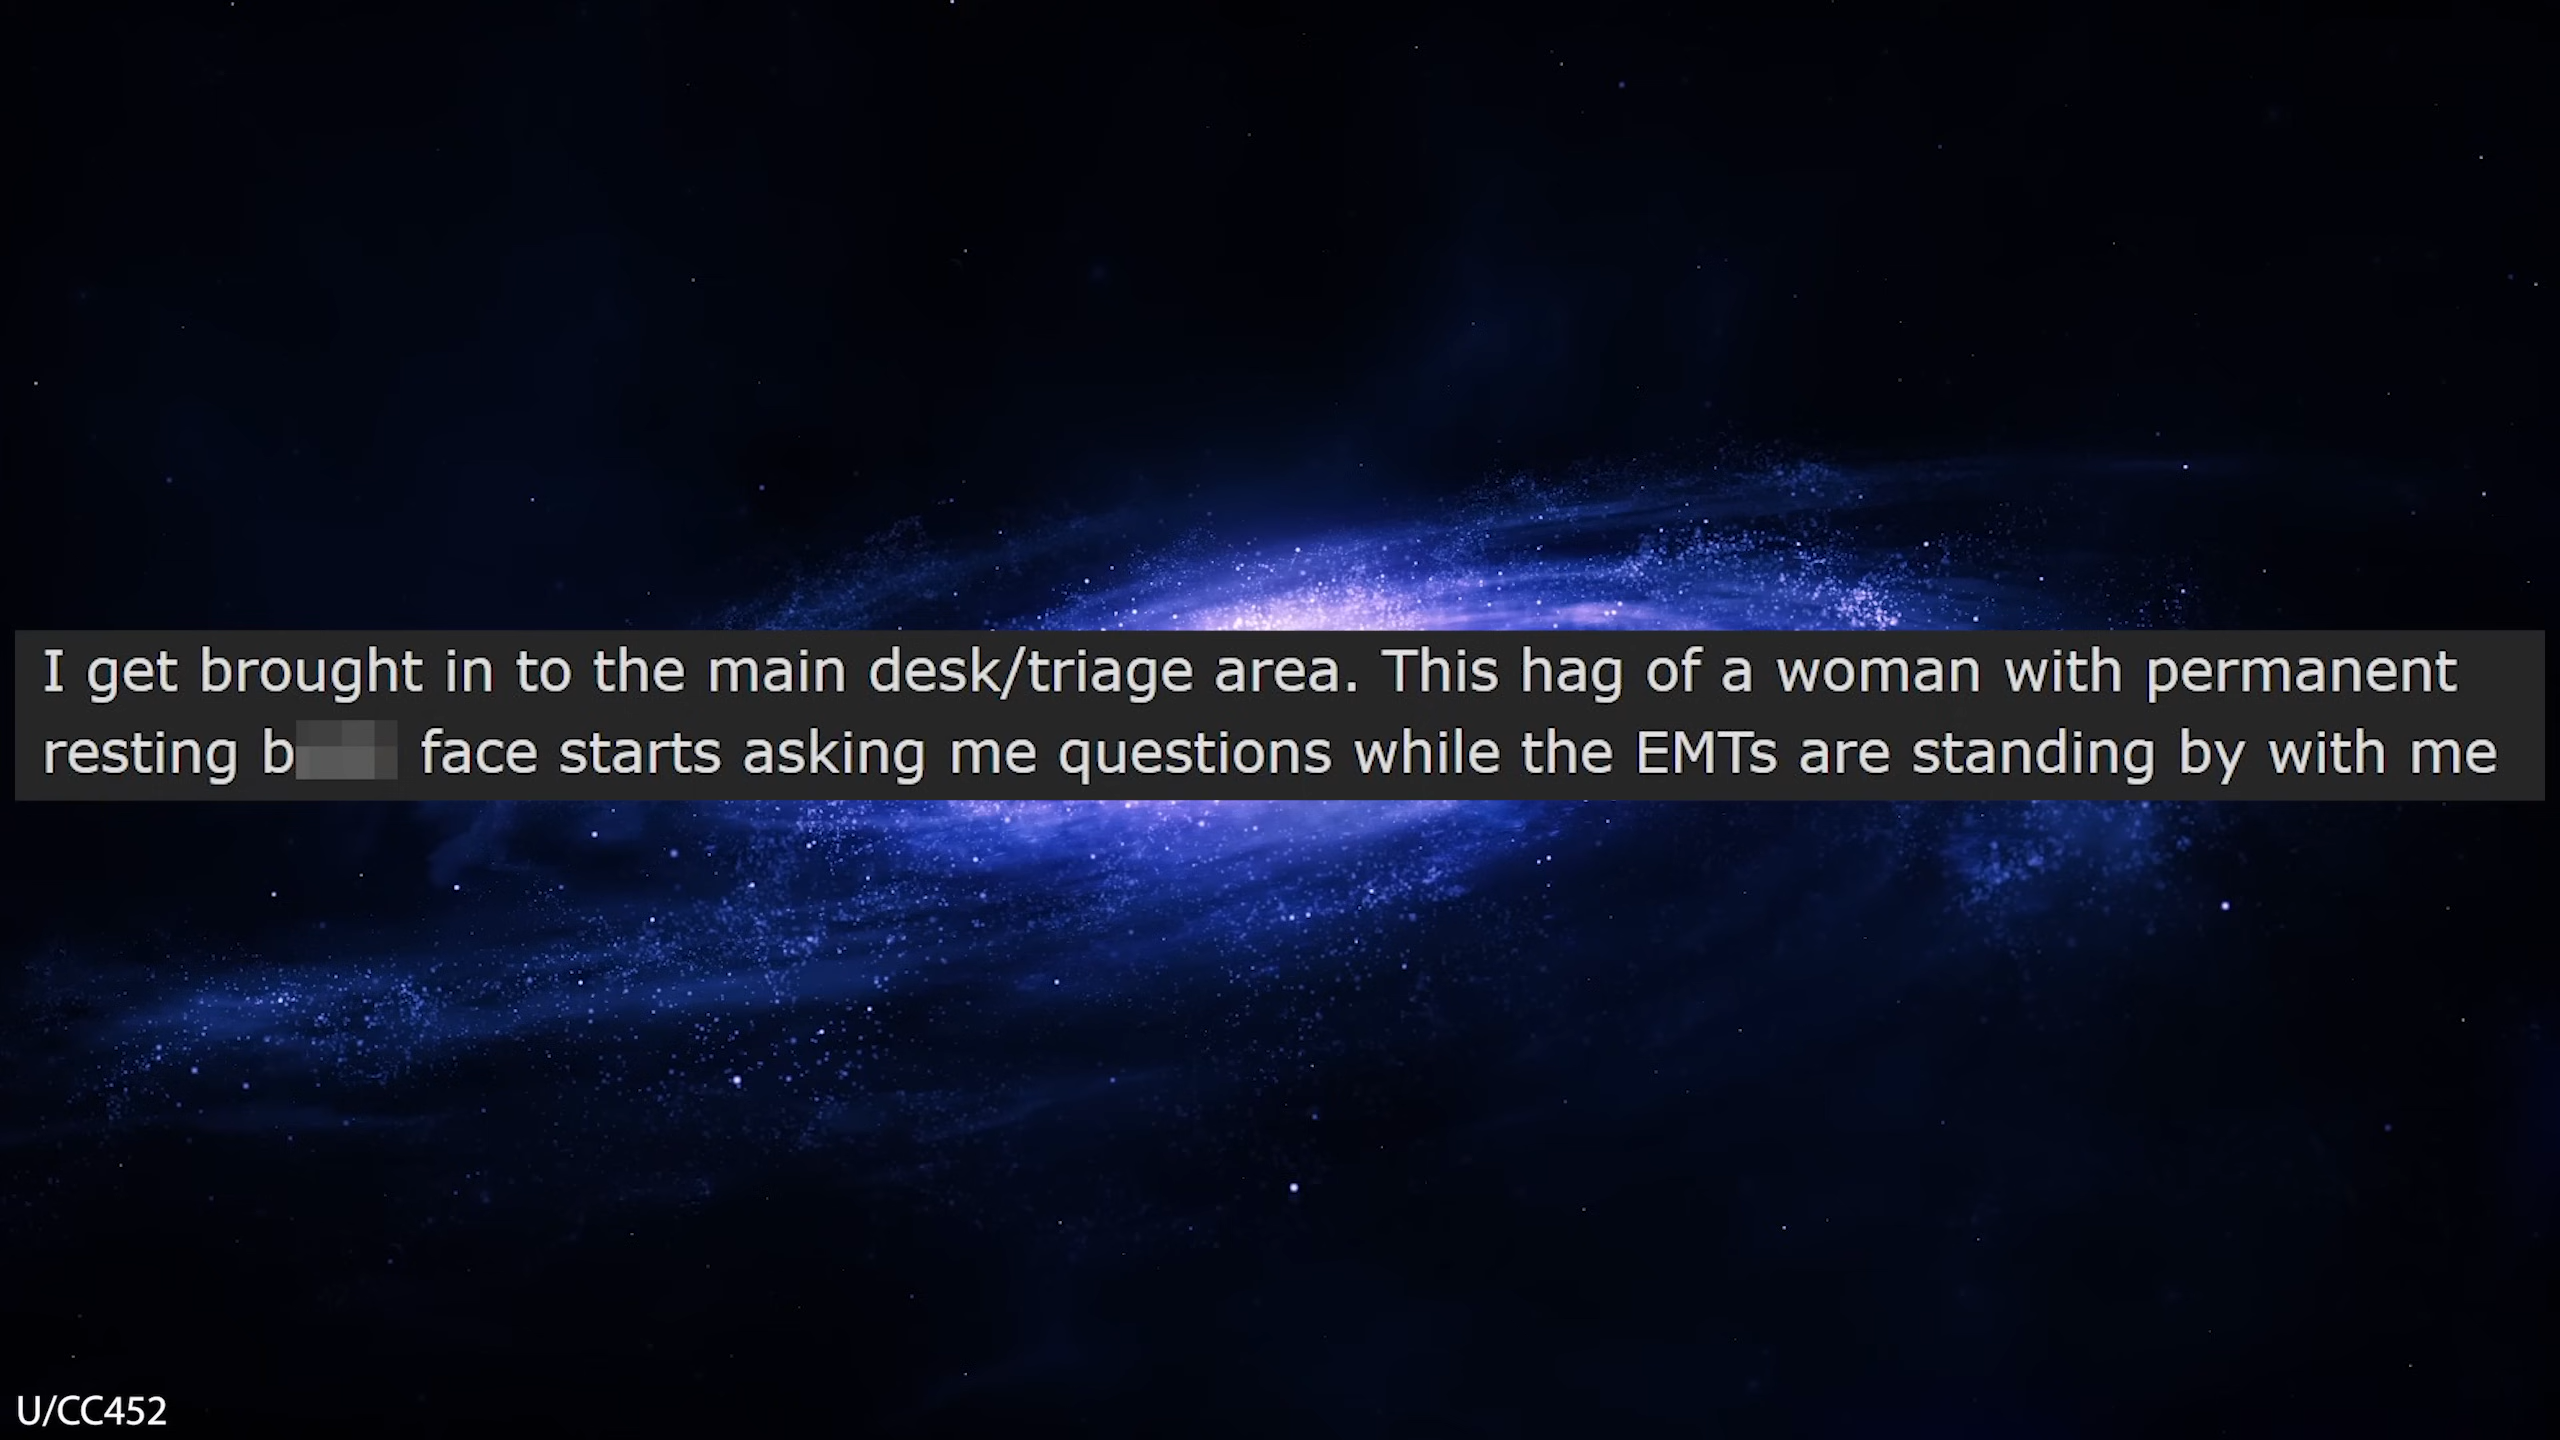 I get brought in to the main desk/triage area. This hag of a woman with permanent
resting b face starts asking me questions while the EMTs are standing by with me
U/CC452